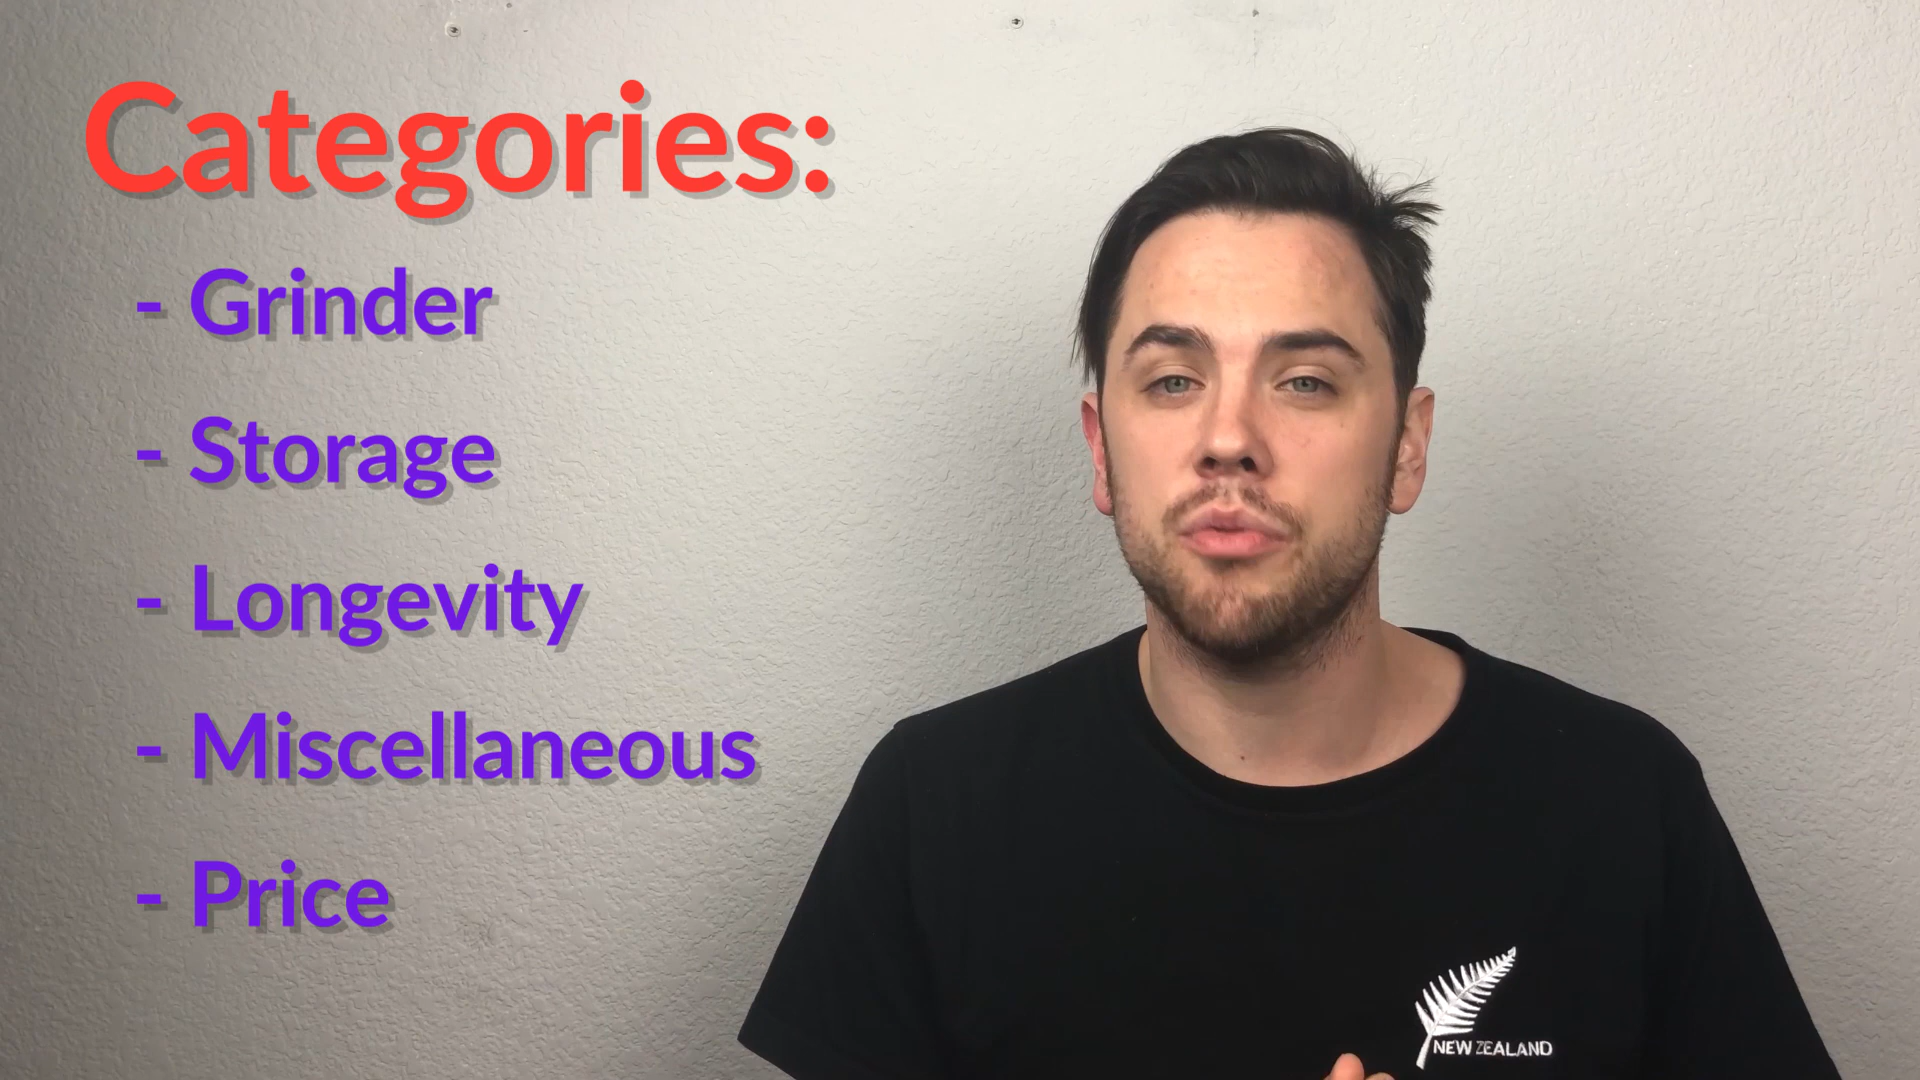 Categories:
- Grinder
- Storage
- Longevity
- Miscellaneous
- Price
NEW ZEALAND